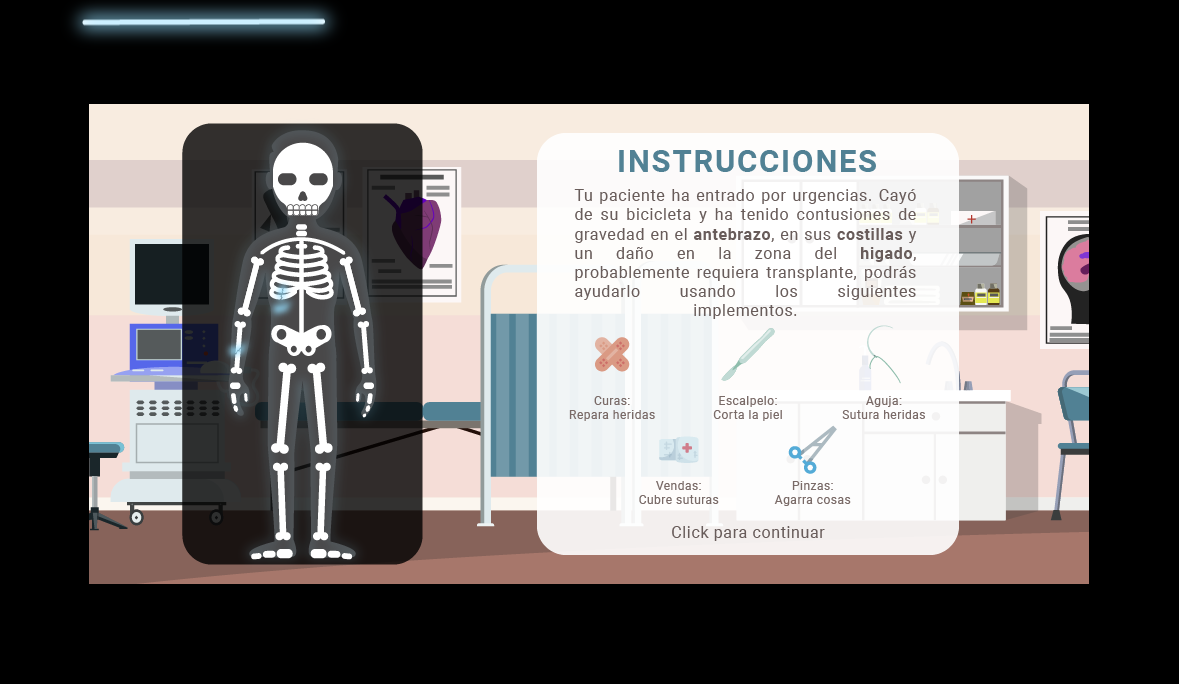 INSTRUCCIONES
Tu paciente ha entrado por urgencias. Cayó
de su bicicleta y ha tenido contusiones de
gravedad en el antebrazo, en sus costillas y
un daño en la zona del higado,
probablemente requiera transplante, podrás
ayudarlo usando los siguientes
implementos.
Curas:
Repara heridas
Escalpelo:
Corta la piel
Aguja:
Sutura heridas
Vendas:
Cubre suturas
Pinzas:
Agarra cosas
Click para continuar